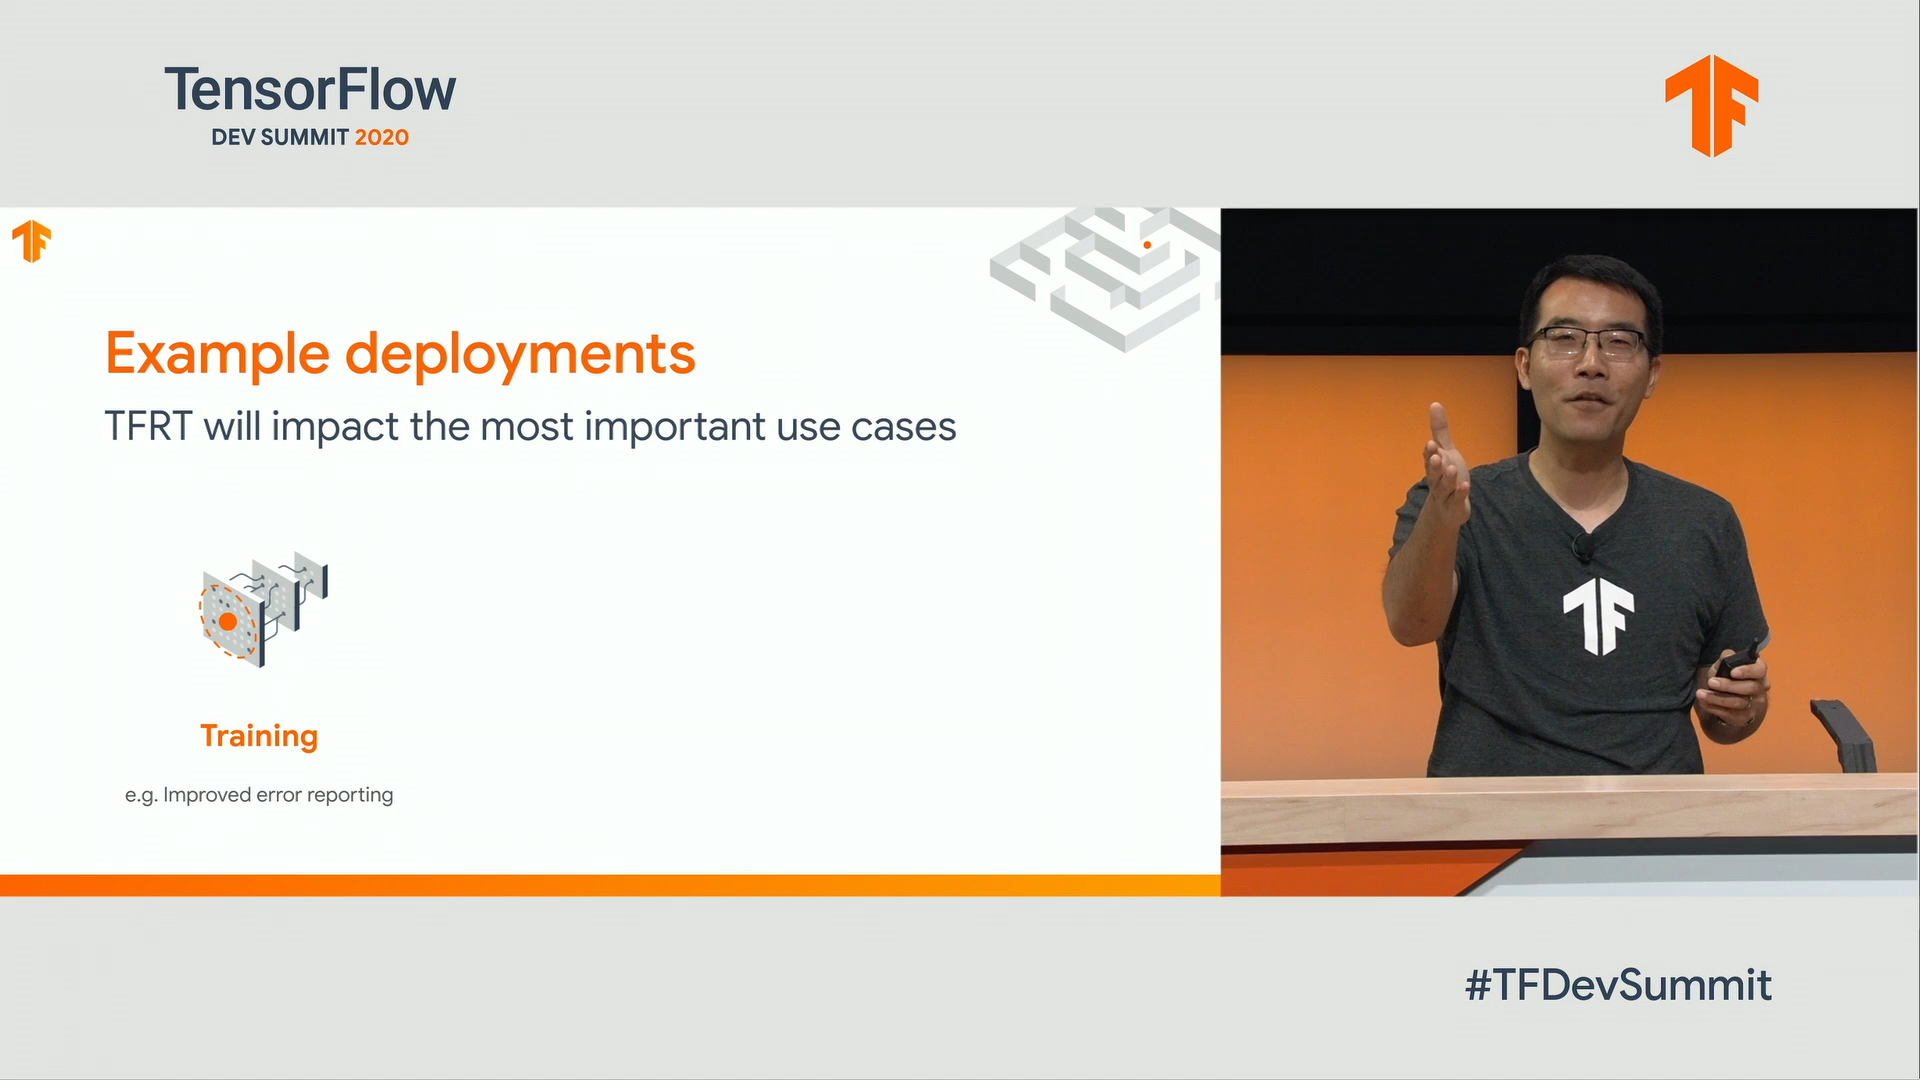 TensorFlow
DEV SUMMIT 2020
Example deployments
TFRT will impact the most important use cases
Training
e.g. Improved error reporting
#TFDevSummit